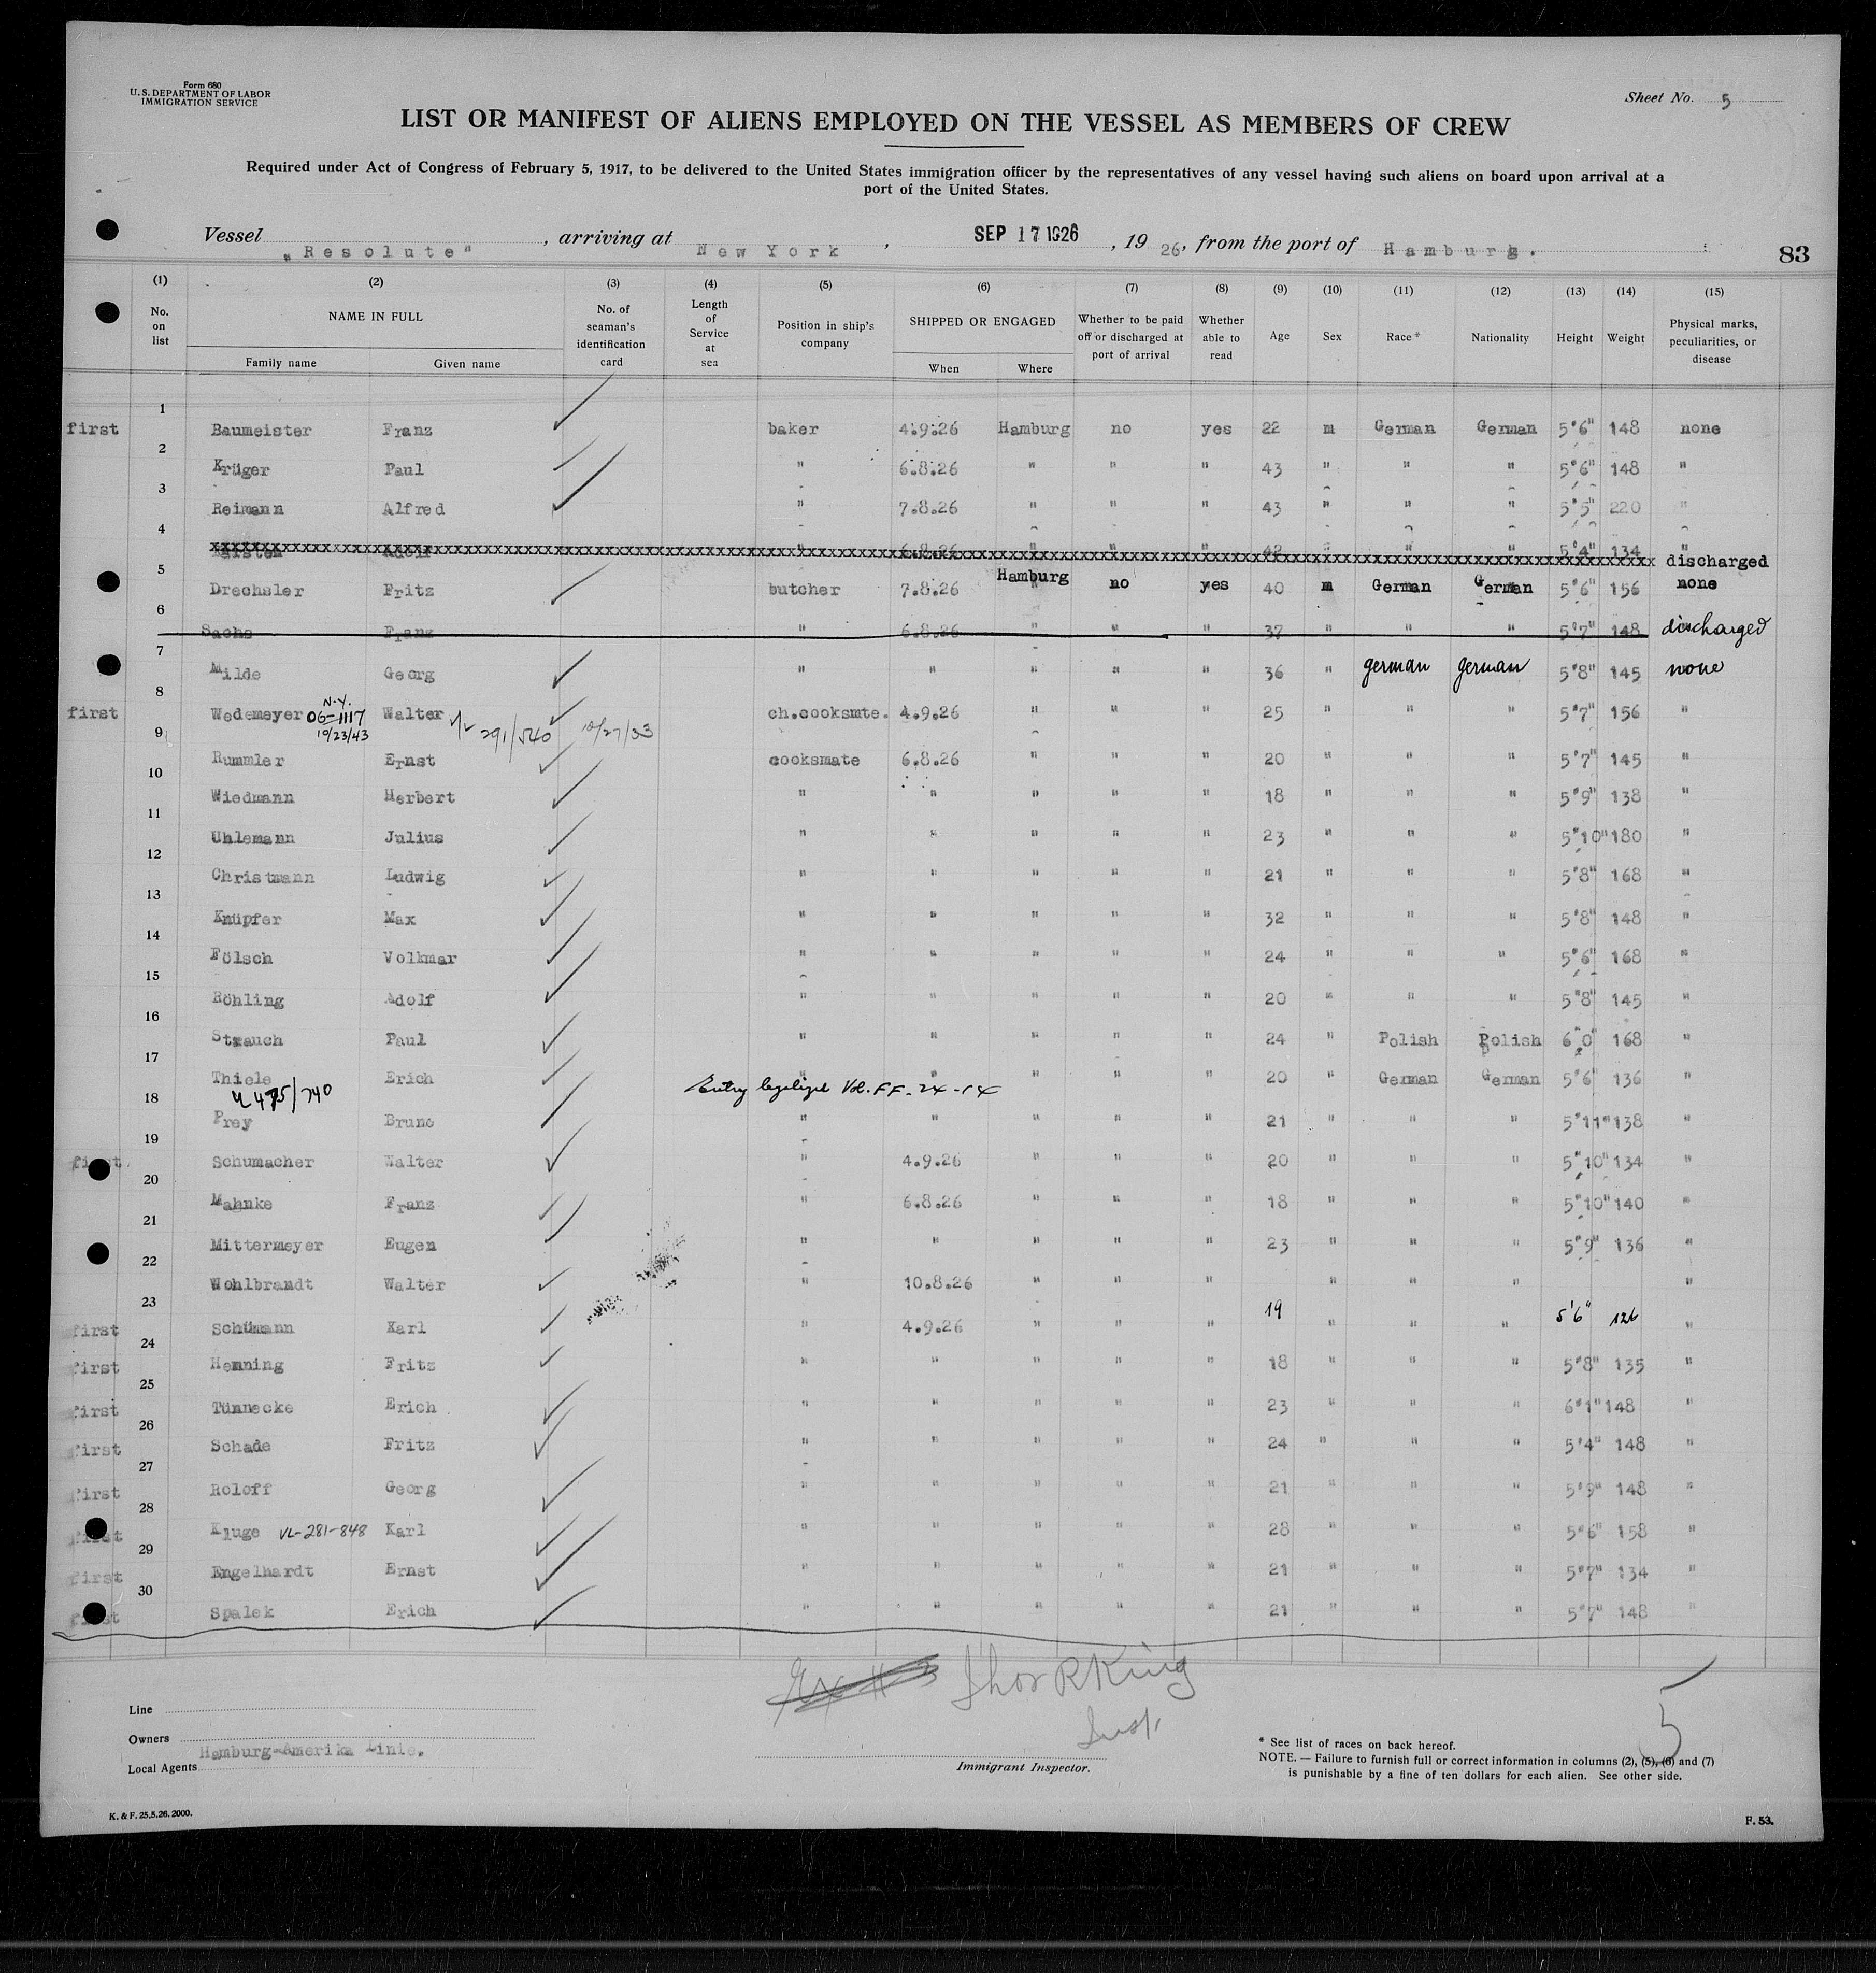 Form 680
U. S. DEPARTMENT OF LABOR
IMMIGRATION SERVICE
Sheet No. 5
LIST OR MANIFEST OF ALIENS EMPLOYED ON THE VESSEL AS MEMBERS OF CREW
Required under Act of Congress of February 5, 1917, to be delivered to the United States immigration officer by the representatives of any vessel having such aliens on board upon arrival at a
port of the United States.
Vessel "Resolute", arriving at New York, SEP 17 1926, 19 26, from the port of Hamburg.
83
(1) (2) (3) (4) (5) (6) (7) (8) (9) (10) (11) (12) (13) (14) (15)
No. on list
NAME IN FULL
Family name Given name
No. of seaman's identification card
Length of Service at sea
Position in ship's company
SHIPPED OR ENGAGED
When Where
Whether to be paid off or discharged at port of arrival
Whether able to read
Age
Sex
Race*
Nationality
Height
Weight
Physical marks, peculiarities, or disease
first 1 Baumeister Franz baker 4.9.26 Hamburg no yes 22 m German German 5'6" 148 none
2 Krüger Paul " 6.8.26 " " " 43 " " " 5'6" 148 "
3 Reimann Alfred " 7.8.26 " " " 43 " " " 5'5" 220 "
4 Karsten Adolf " 6.8.26 " " " 42 " " " 5'4" 134 " discharged
5 Drechsler Fritz butcher 7.8.26 Hamburg no yes 40 m German German 5'6" 156 none
6 Sachs Franz " 6.8.26 " " " 37 " " " 5'7" 148 discharged
7 Milde Georg " " " " " 36 " german german 5'8" 145 none
first 8 Wedemeyer N.Y. 06-1117 10/23/43 Walter 291/540 10/27/33 ch.cooksmte. 4.9.26 " " " 25 " " " 5'7" 156 "
9 Rummler Ernst cooksmate 6.8.26 " " " 20 " " " 5'7" 145 "
10 Wiedmann Herbert " " " " " 18 " " " 5'9" 138 "
11 Uhlemann Julius " " " " " 23 " " " 5'10" 180 "
12 Christmann Ludwig " " " " " 21 " " " 5'8" 168 "
13 Knüpfer Max " " " " " 32 " " " 5'8" 148 "
14 Fölsch Volkmar " " " " " 24 " " " 5'6" 168 "
15 Röhling Adolf " " " " " 20 " " " 5'8" 145 "
16 Strauch Paul " " " " " 24 " Polish Polish 6'0" 168 "
17 Thiele Erich " " " " " 20 " German German 5'6" 136 "
Entry legalized Vol. FF-24-14
18 Prey Bruno " " " " " 21 " " " 5'11" 138 "
first 19 Schumacher Walter " 4.9.26 " " " 20 " " " 5'10" 134 "
20 Mahnke Franz " 6.8.26 " " " 18 " " " 5'10" 140 "
21 Mittermeyer Eugen " " " " " 23 " " " 5'9" 136 "
22 Wohlbrandt Walter " 10.8.26 " " " " " " "
first 23 Schümann Karl " 4.9.26 " " " 19 " " " 5'6" 126 "
first 24 Henning Fritz " " " " " 18 " " " 5'8" 135 "
first 25 Tünnecke Erich " " " " " 23 " " " 6'1" 148 "
first 26 Schade Fritz " " " " " 24 " " " 5'4" 148 "
first 27 Roloff Georg " " " " " 21 " " " 5'9" 148 "
first 28 Kluge VL-281-848 Karl " " " " " 28 " " " 5'6" 158 "
first 29 Engelhardt Ernst " " " " " 21 " " " 5'7" 134 "
first 30 Spalek Erich " " " " " 21 " " " 5'7" 148 "
Thos R King
Insp.
5
Line
Owners
Local Agents Hamburg-Amerika Linie.
Immigrant Inspector.
* See list of races on back hereof.
NOTE. — Failure to furnish full or correct information in columns (2), (5), (6) and (7)
is punishable by a fine of ten dollars for each alien. See other side.
K. & F. 25.5.26. 2000.
F. 53.